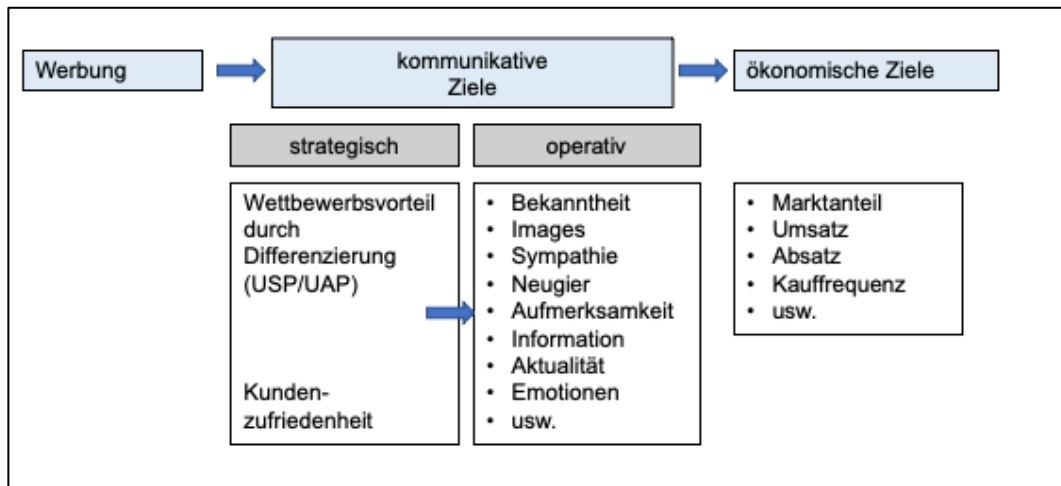 Werbung
kommunikative
Ziele
ökonomische Ziele
strategisch
operativ
Wettbewerbsvorteil
durch
Differenzierung
(USP/UAP)
Kunden-
zufriedenheit
• Bekanntheit
• Images
• Sympathie
• Neugier
• Aufmerksamkeit
• Information
• Aktualität
• Emotionen
• usw.
• Marktanteil
• Umsatz
• Absatz
• Kauffrequenz
• usw.